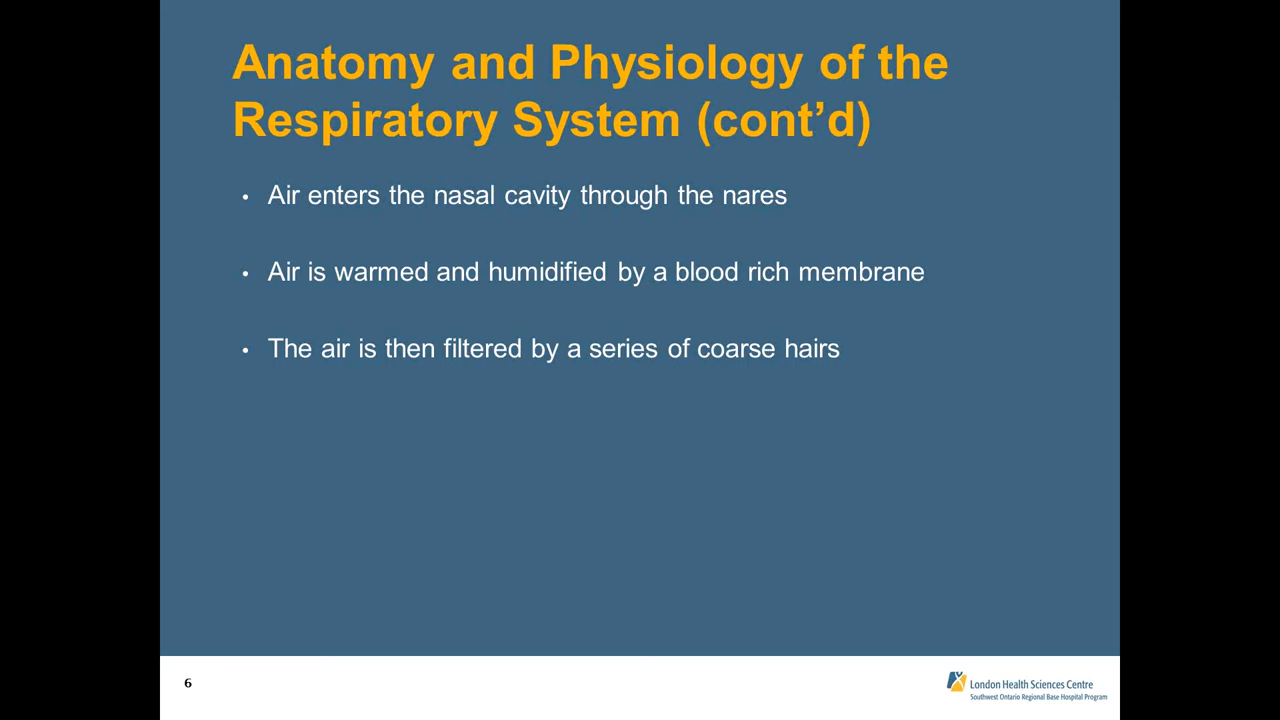 Anatomy and Physiology of the
Respiratory System (cont’d)
• Air enters the nasal cavity through the nares
• Air is warmed and humidified by a blood rich membrane
• The air is then filtered by a series of coarse hairs
6
London Health Sciences Centre
Southwest Ontario Regional Base Hospital Program